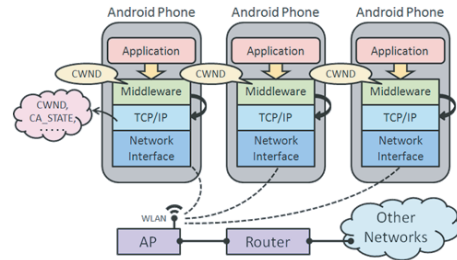 Android Phone
Android Phone
Android Phone
Application
Application
Application
CWND
CWND
CWND
Middleware
Middleware
Middleware
CWND,
CA_STATE,
......
TCP/IP
TCP/IP
TCP/IP
Network
Interface
Network
Interface
Network
Interface
WLAN
AP
Router
Other
Networks